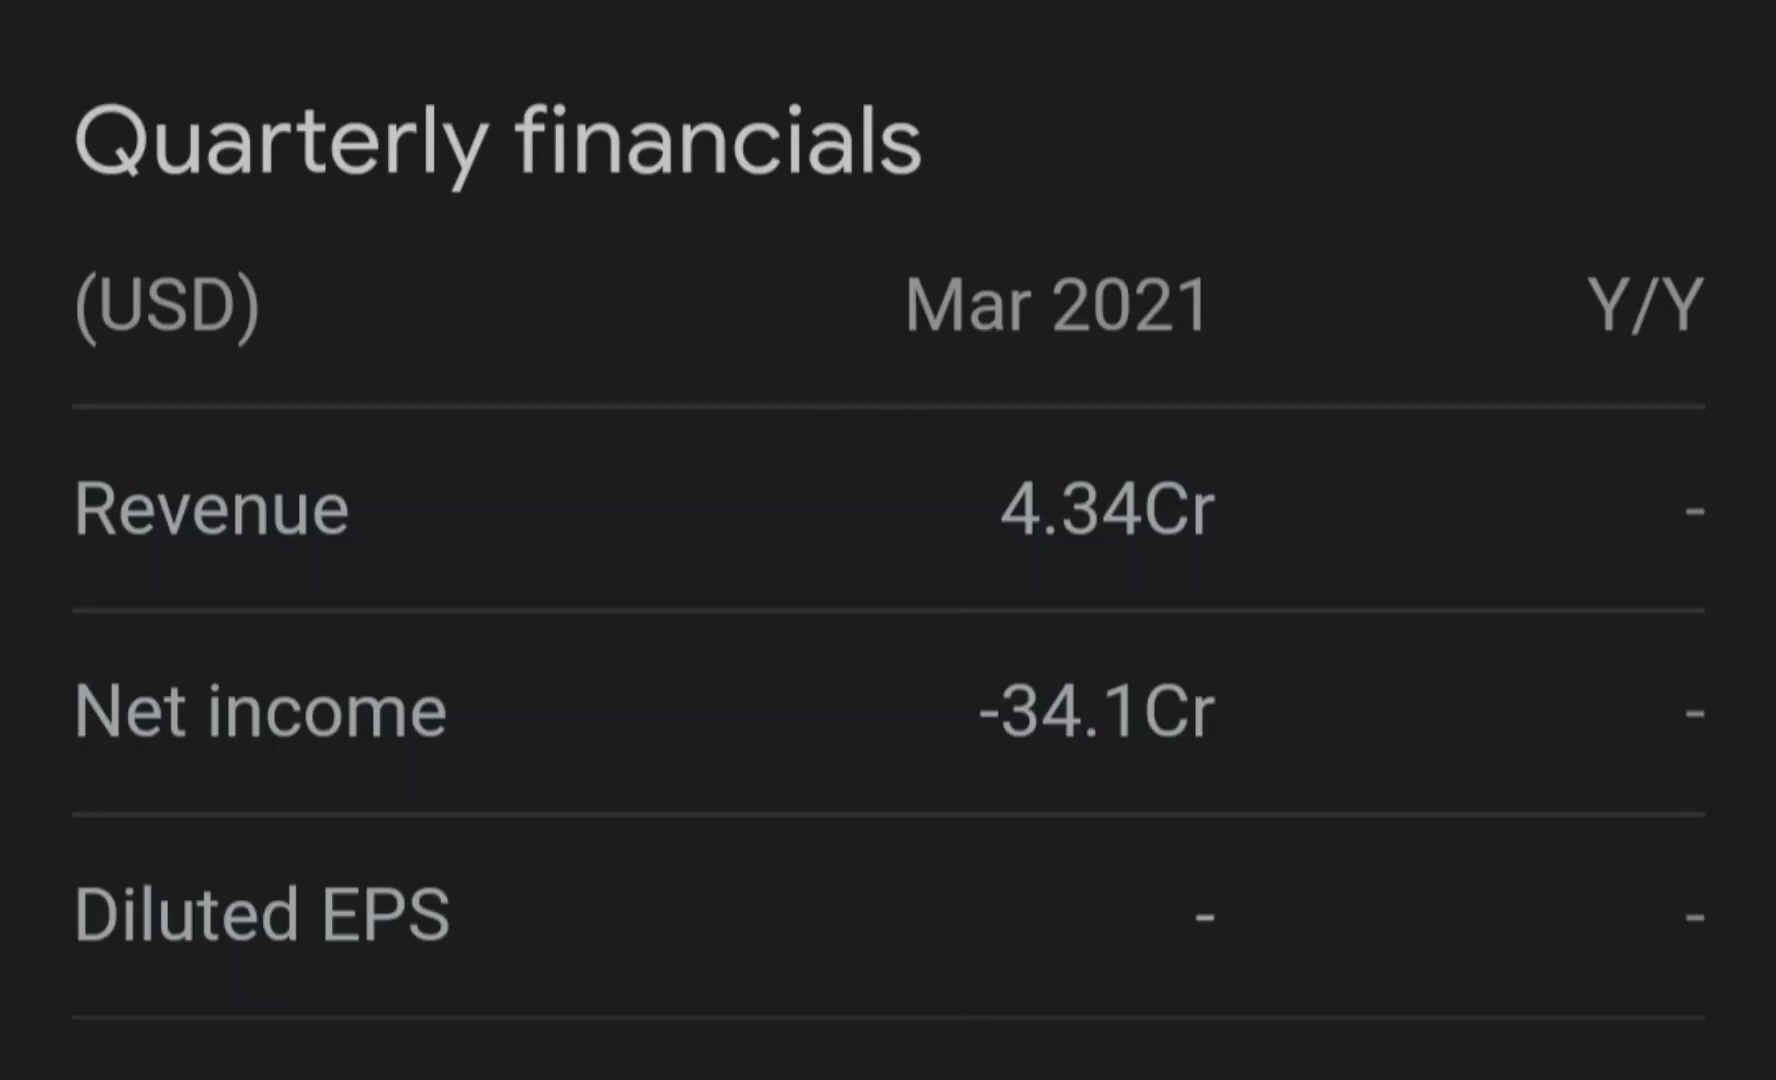 Quarterly financials
(USD) Mar 2021 Y/Y
Revenue 4.34Cr -
Net income -34.1Cr -
Diluted EPS - -